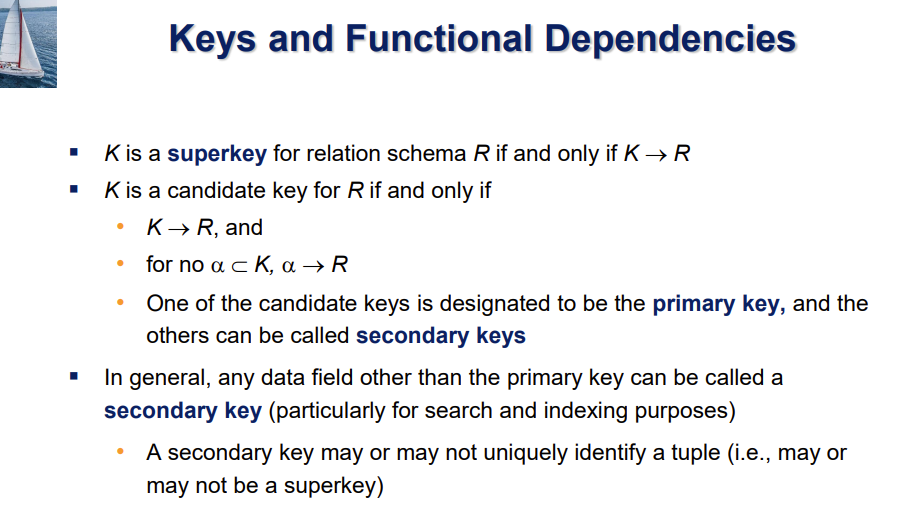 Keys and Functional Dependencies
▪ K is a superkey for relation schema R if and only if K → R
▪ K is a candidate key for R if and only if
• K → R, and
• for no α ⊂ K, α → R
• One of the candidate keys is designated to be the primary key, and the
others can be called secondary keys
▪ In general, any data field other than the primary key can be called a
secondary key (particularly for search and indexing purposes)
• A secondary key may or may not uniquely identify a tuple (i.e., may or
may not be a superkey)